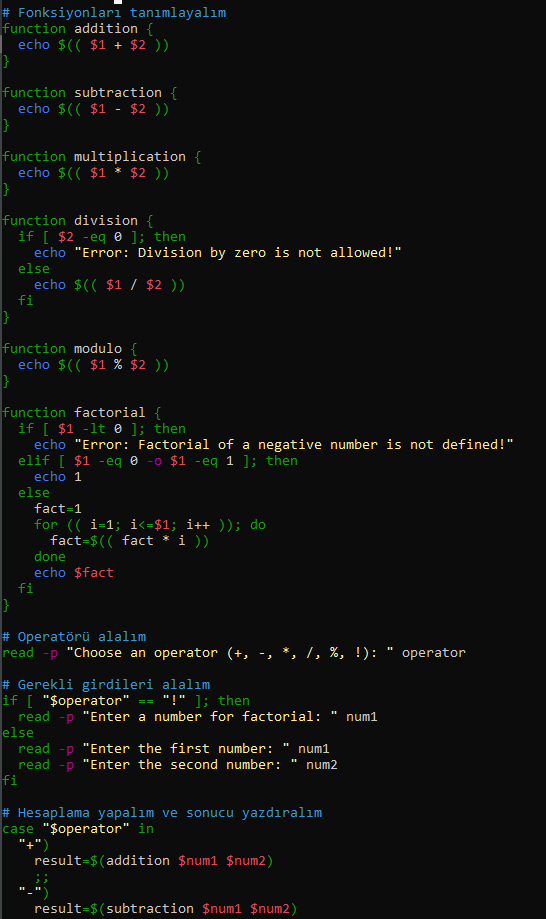 # Fonksiyonları tanımlayalım
function addition {
  echo $(( $1 + $2 ))
}

function subtraction {
  echo $(( $1 - $2 ))
}

function multiplication {
  echo $(( $1 * $2 ))
}

function division {
  if [ $2 -eq 0 ]; then
    echo "Error: Division by zero is not allowed!"
  else
    echo $(( $1 / $2 ))
  fi
}

function modulo {
  echo $(( $1 % $2 ))
}

function factorial {
  if [ $1 -lt 0 ]; then
    echo "Error: Factorial of a negative number is not defined!"
  elif [ $1 -eq 0 -o $1 -eq 1 ]; then
    echo 1
  else
    fact=1
    for (( i=1; i<=$1; i++ )); do
      fact=$(( fact * i ))
    done
    echo $fact
  fi
}

# Operatörü alalım
read -p "Choose an operator (+, -, *, /, %, !): " operator

# Gerekli girdileri alalım
if [ "$operator" == "!" ]; then
  read -p "Enter a number for factorial: " num1
else
  read -p "Enter the first number: " num1
  read -p "Enter the second number: " num2
fi

# Hesaplama yapalım ve sonucu yazdıralım
case "$operator" in
  "+")
    result=$(addition $num1 $num2)
    ;;
  "-")
    result=$(subtraction $num1 $num2)